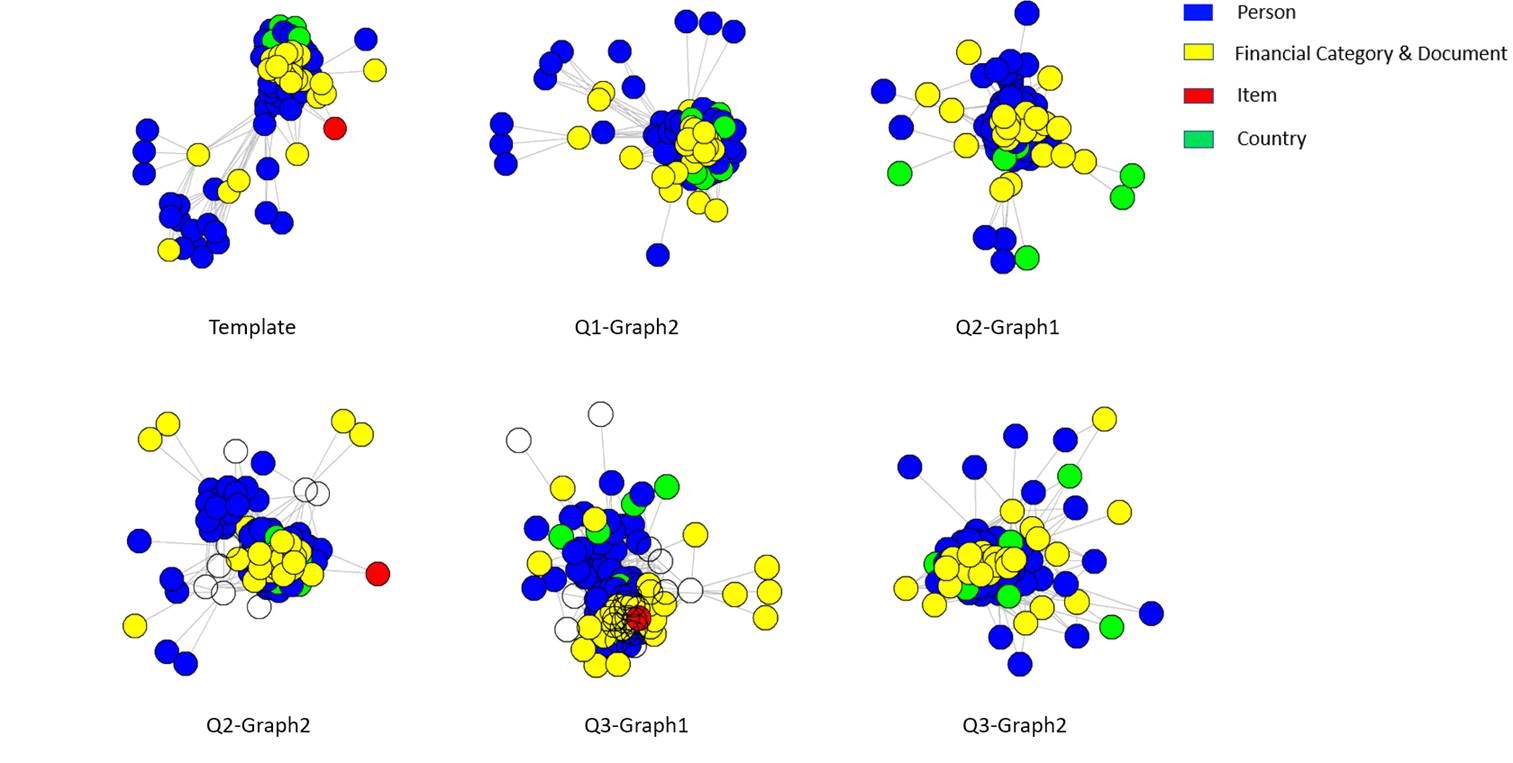 Person
Financial Category & Document
Item
Country
Template
Q1-Graph2
Q2-Graph1
Q2-Graph2
Q3-Graph1
Q3-Graph2